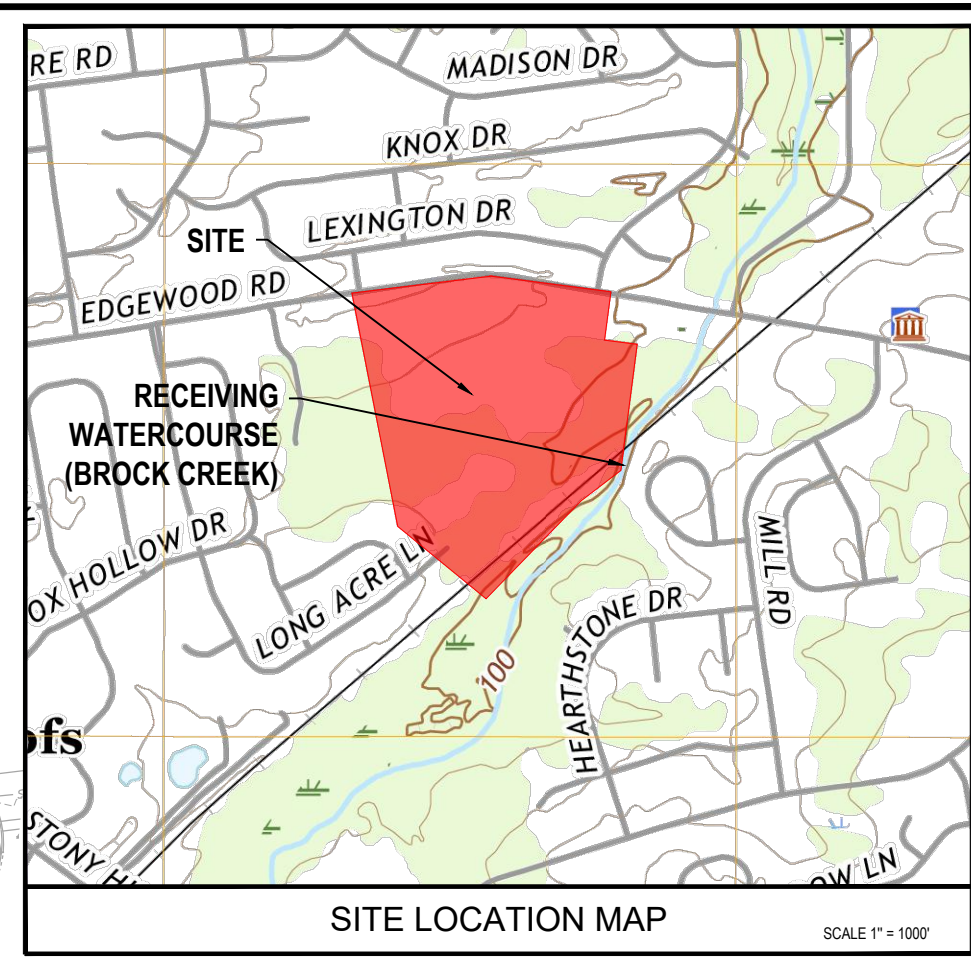 RE RD
MADISON DR
KNOX DR
LEXINGTON DR
SITE
EDGEWOOD RD
RECEIVING
WATERCOURSE
(BROCK CREEK)
OX HOLLOW DR
LONG ACRE LN
MILL RD
HEARTHSTONE DR
100
ofs
STONY H
OW LN
SITE LOCATION MAP
SCALE 1" = 1000'